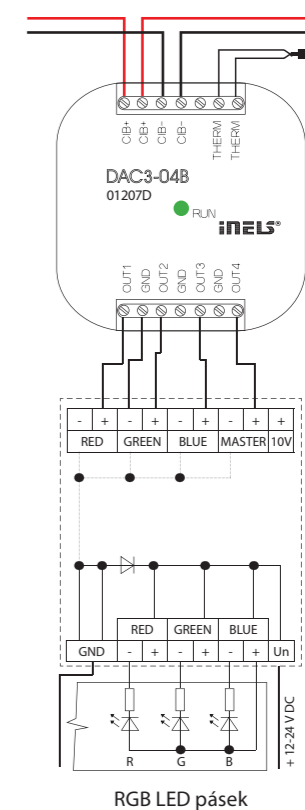 CIB+ CIB+ CIB- CIB- THERM THERM
DAC3-04B
01207D
RUN
iNELS®
OUT1 GND OUT2 GND OUT3 GND OUT4
- + - + - + - + +
RED GREEN BLUE MASTER 10V
RED GREEN BLUE
GND - + - + - + Un
R G B
+ 12-24 V DC
RGB LED pásek